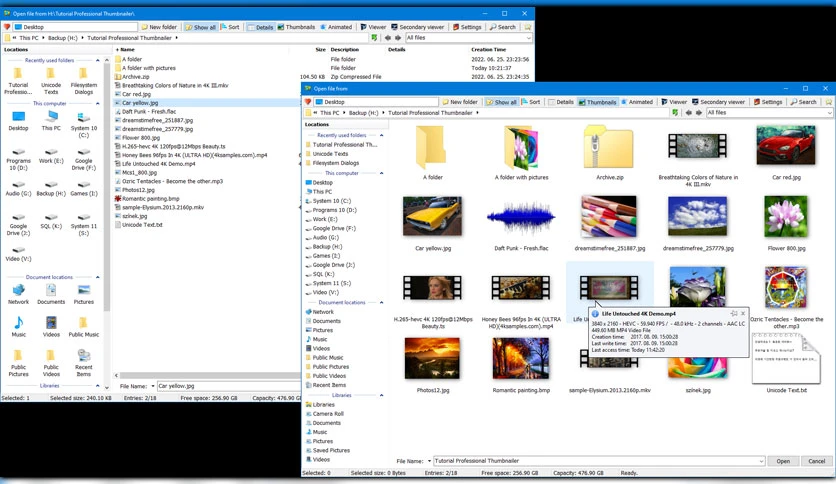 Open file from H:\Tutorial Professional Thumbnailer\
Desktop
New folder
Show all
Sort
Details
Thumbnails
Animated
Viewer
Secondary viewer
Settings
Search
This PC > Backup (H:) > Tutorial Professional Thumbnailer >
All files
Locations
Name
Size
Description
Details
Creation Time
Recently used folders
Tutorial Professio...
Unicode Texts
Filesystem Dialogs
This computer
Desktop
This PC
System 10 (C:)
Programs 10 (D:)
Work (E:)
Google Drive (F:)
Audio (G:)
Backup (H:)
Games (I:)
Google Drive (J:)
SQL (K:)
System 11 (S:)
Video (V:)
Document locations
Network
Documents
Pictures
Music
Videos
Public Music
Public Pictures
Public Videos
Recent Items
Libraries
A folder
File folder
2022. 06. 25. 23:23:56
A folder with pictures
File folder
Today 10:21:37
Archive.zip
104.50 KB
Zip Compressed File
2022. 06. 25. 23:24:35
Breathtaking Colors of Nature in 4K III.mkv
Car red.jpg
Car yellow.jpg
Daft Punk - Fresh.flac
dreamstimefree_251887.jpg
dreamstimefree_257779.jpg
Flower 800.jpg
H.265-hevc 4K 120fps@12Mbps Beauty.ts
Honey Bees 96fps In 4K (ULTRA HD)(4ksamples.com).mp4
Life Untouched 4K Demo.mp4
Mcs1_800.jpg
Ozric Tentacles - Become the other.mp3
Photos12.jpg
Romantic painting.bmp
sample-Elysium.2013.2160p.mkv
színek.jpg
Unicode Text.txt
File Name:
Car yellow.jpg
Selected: 1
Selected size: 240.10 KB
Entries: 2/18
Free space: 256.90 GB
Capacity: 476.90
Open file from
Desktop
New folder
Show all
Sort
Details
Thumbnails
Animated
Viewer
Secondary viewer
Settings
Search
This PC > Backup (H:) > Tutorial Professional Thumbnailer >
All files
Locations
Recently used folders
Tutorial Professional Th...
Unicode Texts
Filesystem Dialogs
This computer
Desktop
This PC
System 10 (C:)
Programs 10 (D:)
Work (E:)
Google Drive (F:)
Audio (G:)
Backup (H:)
Games (I:)
Google Drive (J:)
SQL (K:)
System 11 (S:)
Video (V:)
Document locations
Network
Documents
Pictures
Music
Videos
Public Music
Public Pictures
Public Videos
Recent Items
Libraries
Libraries
Camera Roll
Documents
Music
Pictures
Saved Pictures
Videos
A folder
A folder with pictures
Archive.zip
Breathtaking Colors of Nature in 4K III.mkv
Car red.jpg
Car yellow.jpg
Daft Punk - Fresh.flac
dreamstimefree_251887.jpg
dreamstimefree_257779.jpg
Flower 800.jpg
H.265-hevc 4K 120fps@12Mbps Beauty.ts
Honey Bees 96fps In 4K (ULTRA HD)(4ksamples.com).mp4
Life Un
Ozric Tentacles - Become the other.mp3
Life Untouched 4K Demo.mp4
3840 x 2160 - HEVC - 59.940 FPS / - 48.0 kHz - 2 channels - AAC LC
449.60 MB MP4 Video File
Creation time: 2017. 08. 09. 15:00:28
Last write time: 2017. 08. 09. 15:00:28
Last access time: Today 11:42:20
Photos12.jpg
Romantic painting.bmp
sample-Elysium.2013.2160p.mkv
színek.jpg
Unicode Text.txt
File Name:
Tutorial Professional Thumbnailer
Open
Cancel
Selected: 0
Selected size: 0 Bytes
Entries: 2/18
Free space: 256.90 GB
Capacity: 476.90 GB
Ready.